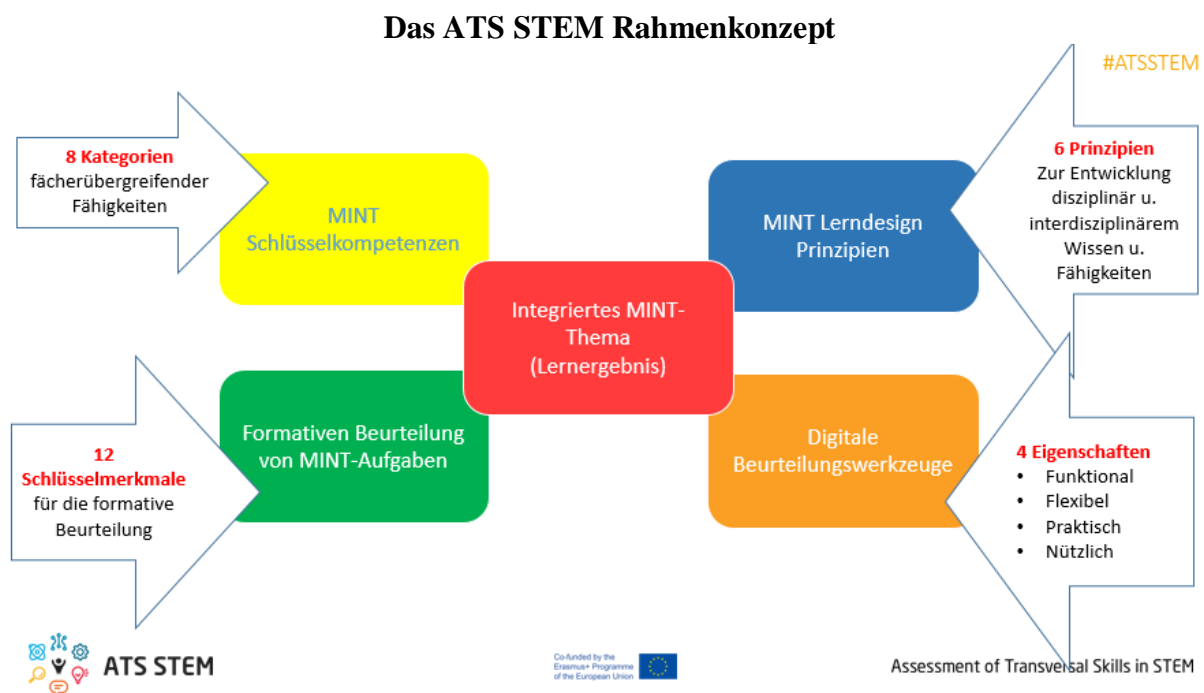 Das ATS STEM Rahmenkonzept
#ATSSTEM
8 Kategorien
fächerübergreifender
Fähigkeiten
MINT
Schlüsselkompetenzen
MINT Lerndesign
Prinzipien
6 Prinzipien
Zur Entwicklung
disziplinär u.
interdisziplinärem
Wissen u.
Fähigkeiten
Integriertes MINT-
Thema
(Lernergebnis)
12
Schlüsselmerkmale
für die formative
Beurteilung
Formativen Beurteilung
von MINT-Aufgaben
Digitale
Beurteilungswerkzeuge
4 Eigenschaften
• Funktional
• Flexibel
• Praktisch
• Nützlich
ATS STEM
Co-funded by the
Erasmus+ Programme
of the European Union
Assessment of Transversal Skills in STEM